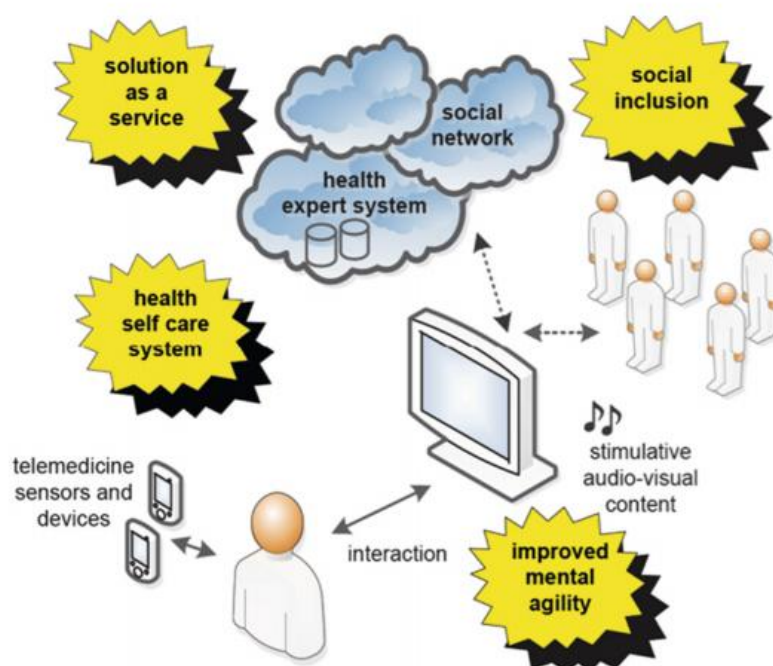 solution
as a
service
social
network
social
inclusion
health
expert system
health
self care
system
telemedicine
sensors and
devices
interaction
stimulative
audio-visual
content
improved
mental
agility